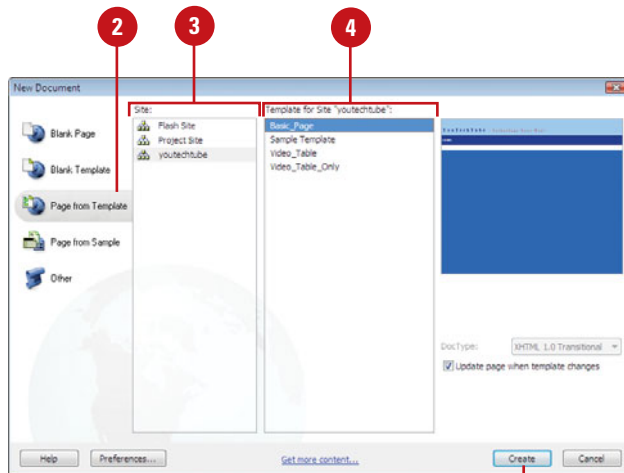 2
3
4
New Document
Site:
Template for Site "youtechtube":
Blank Page
Blank Template
Page from Template
Page from Sample
Other
Flash Site
Project Site
youtechtube
Basic_Page
Sample Template
Video_Table
Video_Table_Only
DocType:
XHTML 1.0 Transitional
Update page when template changes
Help
Preferences...
Get more content...
Create
Cancel